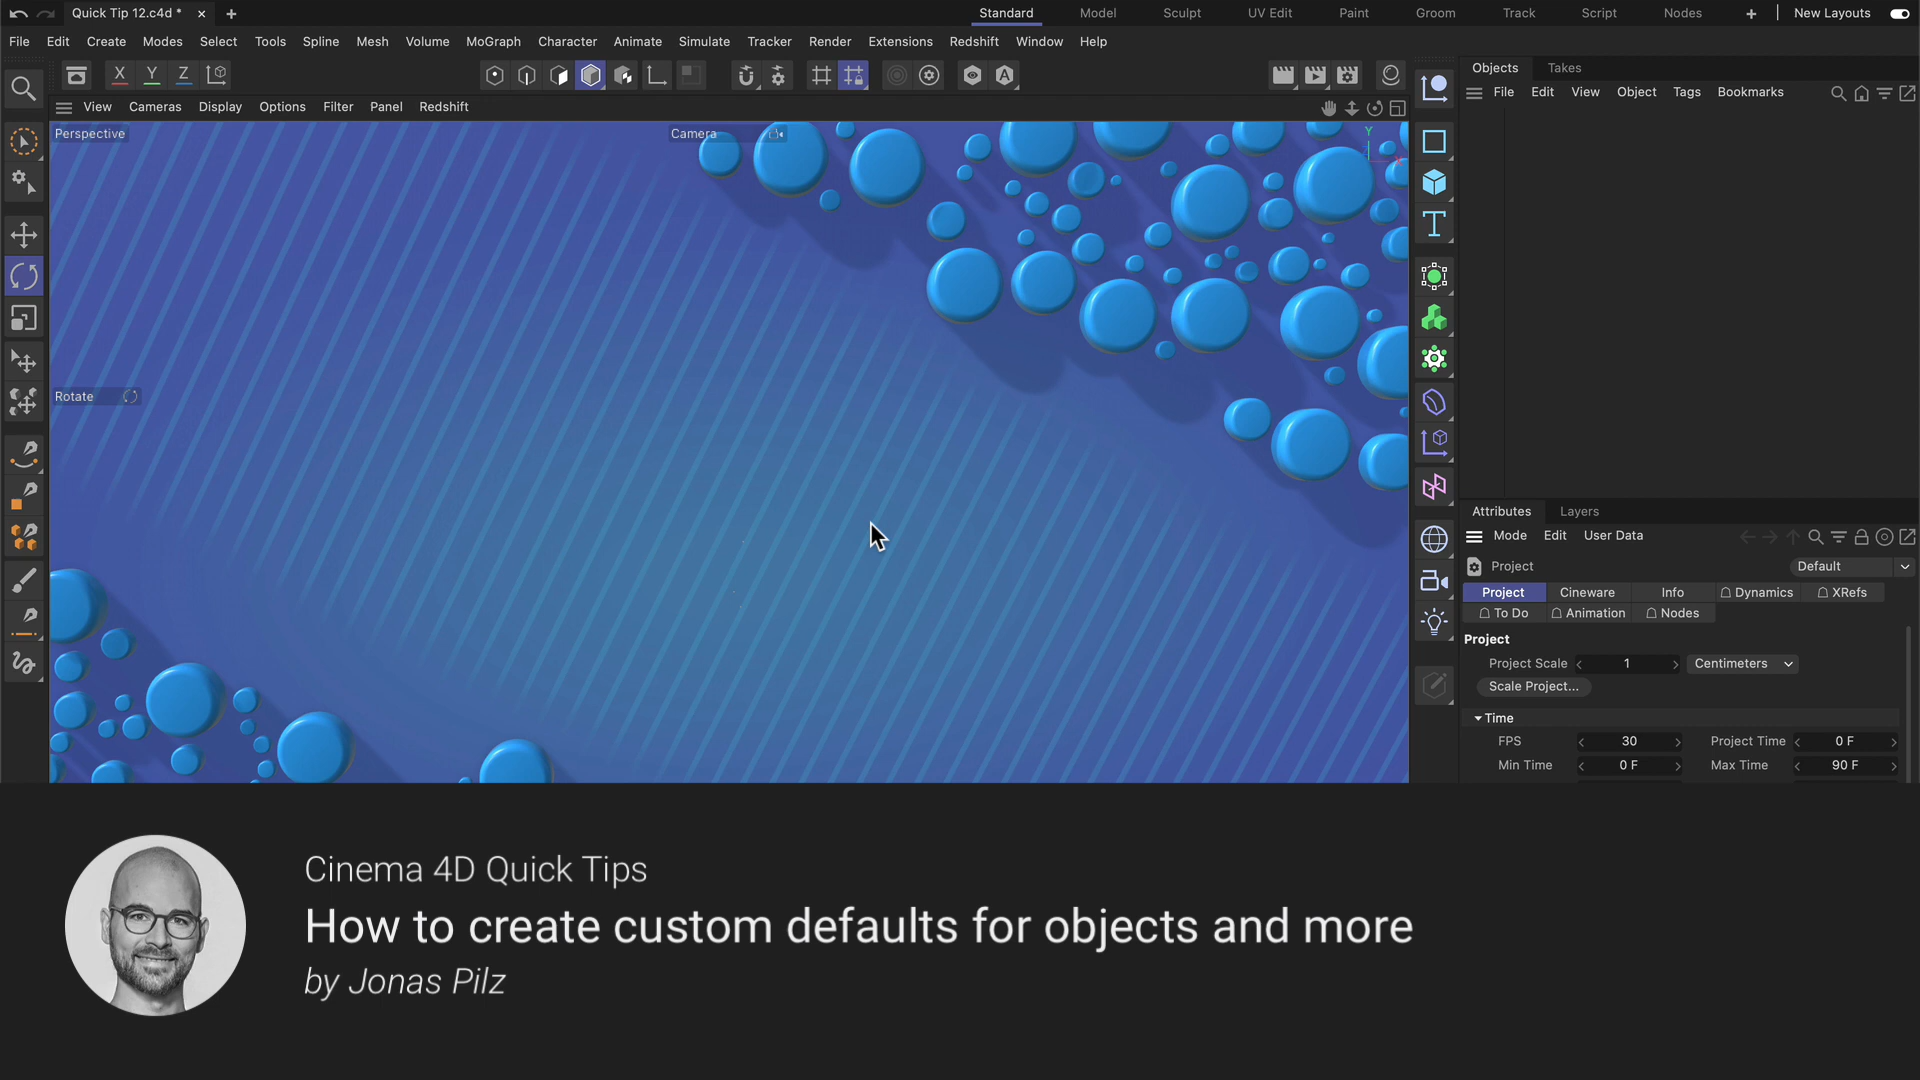 Quick Tip 12.c4d *
Standard Model Sculpt UV Edit Paint Groom Track Script Nodes New Layouts
File Edit Create Modes Select Tools Spline Mesh Volume MoGraph Character Animate Simulate Tracker Render Extensions Redshift Window Help
X Y Z
Objects Takes
View Cameras Display Options Filter Panel Redshift
File Edit View Object Tags Bookmarks
Perspective
Camera
Y
X
Rotate
Attributes Layers
Mode Edit User Data
Project Default
Project Cineware Info Dynamics XRefs
To Do Animation Nodes
Project
Project Scale 1 Centimeters
Scale Project...
Time
FPS 30 Project Time 0 F
Min Time 0 F Max Time 90 F
Cinema 4D Quick Tips
How to create custom defaults for objects and more
by Jonas Pilz